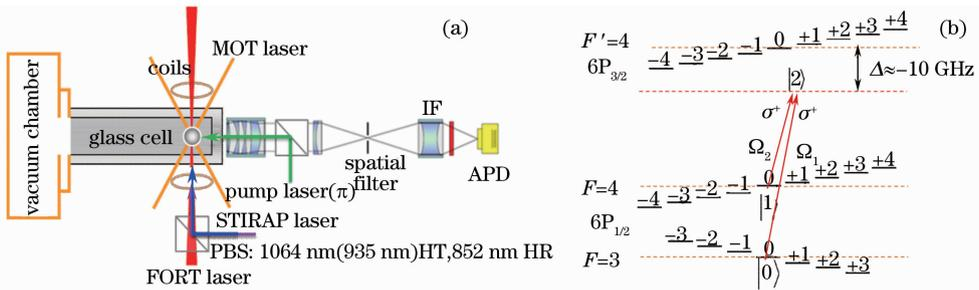 (a)
MOT laser
coils
vacuum chamber
glass cell
IF
spatial
filter
APD
pump laser(π)
STIRAP laser
PBS: 1064 nm(935 nm)HT,852 nm HR
FORT laser
(b)
F′=4
-4 -3 -2 -1 0 +1 +2 +3 +4
6P3/2
|2⟩
Δ≈-10 GHz
σ+ σ+
Ω2 Ω1
F=4
-4 -3 -2 -1 0 +1 +2 +3 +4
|1⟩
6P1/2
F=3
-3 -2 -1 0 +1 +2 +3
|0⟩